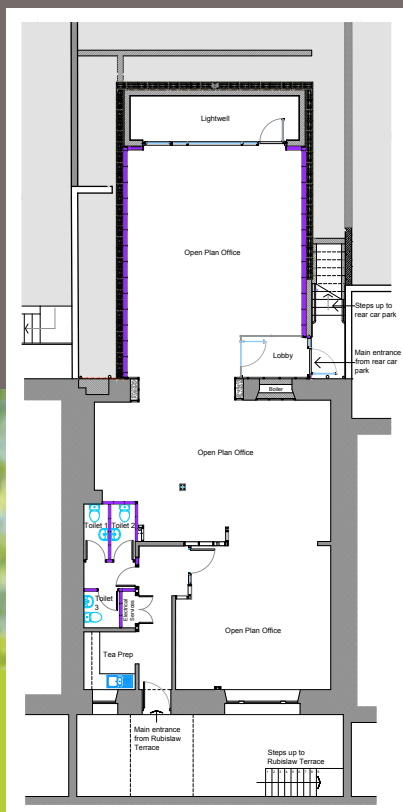 Lightwell
Open Plan Office
Steps up to
rear car park
Lobby
Main entrance
from rear car
park
Boiler
Open Plan Office
Toilet 1
Toilet 2
Toilet
3
Electrical
Services
Open Plan Office
Tea Prep
Main entrance
from Rubislaw
Terrace
Steps up to
Rubislaw Terrace